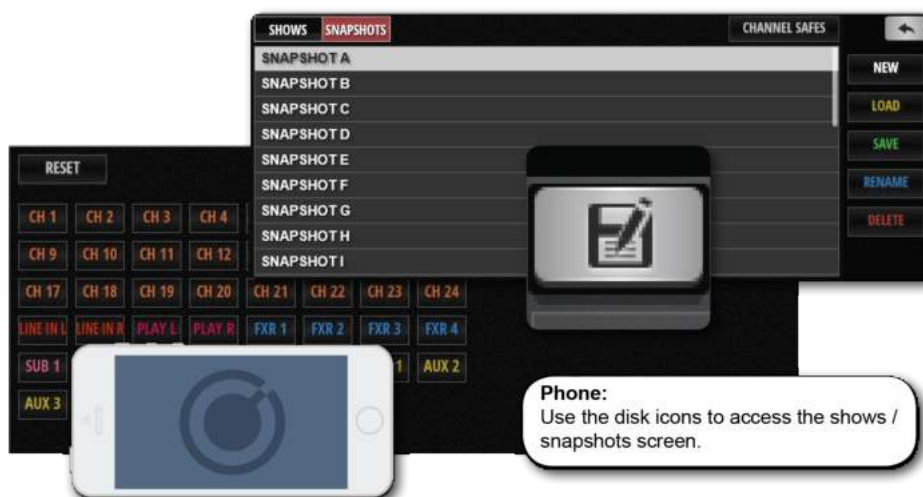 SHOWS SNAPSHOTS CHANNEL SAFES
SNAPSHOT A
SNAPSHOT B
SNAPSHOT C
SNAPSHOT D
SNAPSHOT E
SNAPSHOT F
SNAPSHOT G
SNAPSHOT H
SNAPSHOT I
NEW
LOAD
SAVE
RENAME
DELETE
RESET
CH 1 CH 2 CH 3 CH 4
CH 9 CH 10 CH 11 CH 12
CH 17 CH 18 CH 19 CH 20 CH 21 CH 22 CH 23 CH 24
LINE IN L LINE IN R PLAY L PLAY R FXR 1 FXR 2 FXR 3 FXR 4
SUB 1 1 AUX 2
AUX 3
Phone:
Use the disk icons to access the shows /
snapshots screen.